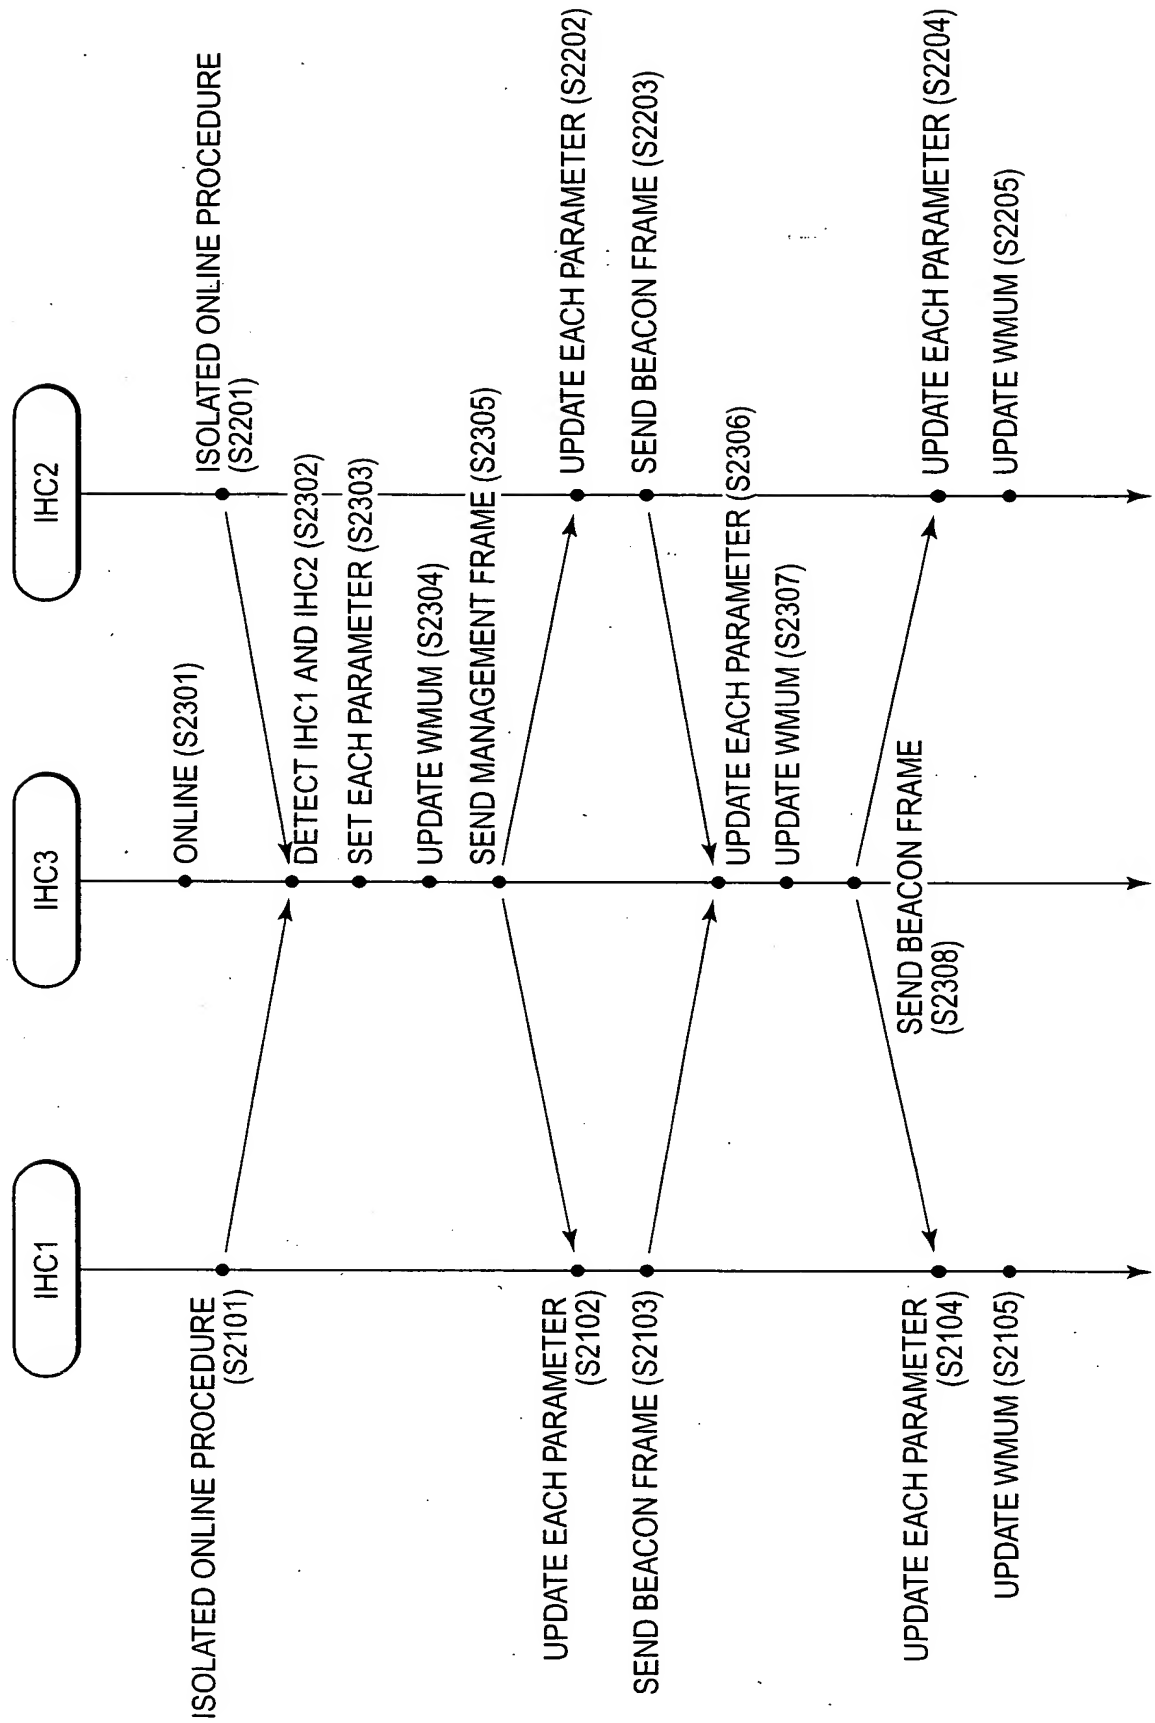 IHC1
IHC3
IHC2
ONLINE (S2301)
ISOLATED ONLINE PROCEDURE
(S2101)
ISOLATED ONLINE PROCEDURE
(S2201)
DETECT IHC1 AND IHC2 (S2302)
SET EACH PARAMETER (S2303)
UPDATE WMUM (S2304)
SEND MANAGEMENT FRAME (S2305)
UPDATE EACH PARAMETER
(S2102)
UPDATE EACH PARAMETER (S2202)
SEND BEACON FRAME (S2103)
SEND BEACON FRAME (S2203)
UPDATE EACH PARAMETER (S2306)
UPDATE WMUM (S2307)
SEND BEACON FRAME
(S2308)
UPDATE EACH PARAMETER
(S2104)
UPDATE EACH PARAMETER (S2204)
UPDATE WMUM (S2105)
UPDATE WMUM (S2205)